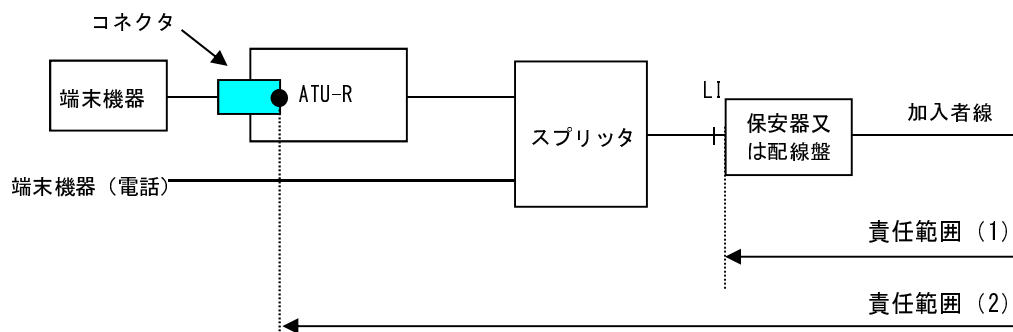 コネクタ
端末機器
ATU-R
LI
スプリッタ
保安器又
は配線盤
加入者線
端末機器（電話）
責任範囲（1）
責任範囲（2）